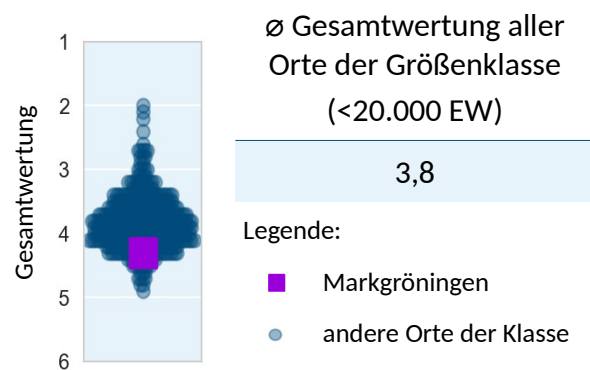 Gesamtwertung
1
2
3
4
5
6
⌀ Gesamtwertung aller
Orte der Größenklasse
(<20.000 EW)
3,8
Legende:
Markgröningen
andere Orte der Klasse